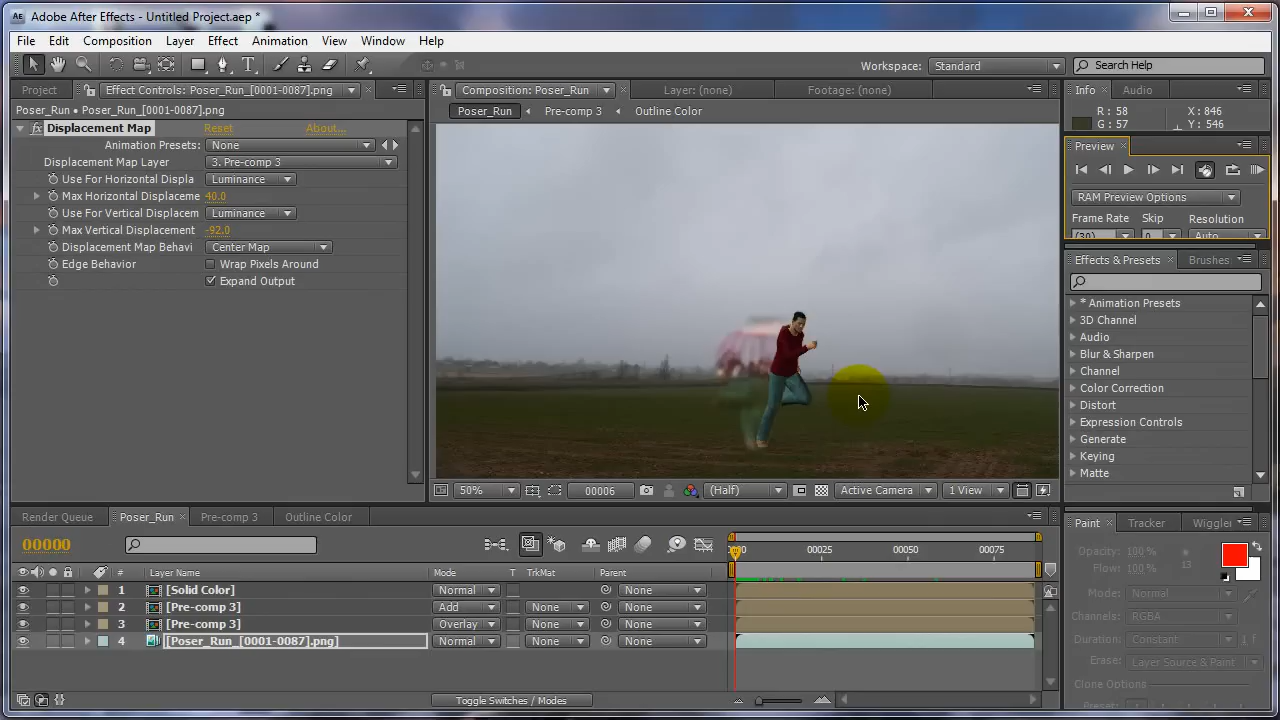 Adobe After Effects - Untitled Project.aep *
File Edit Composition Layer Effect Animation View Window Help
Workspace: Standard Search Help
Project Effect Controls: Poser_Run_[0001-0087].png
Composition: Poser_Run Layer: (none) Footage: (none)
Info Audio
Poser_Run • Poser_Run_[0001-0087].png
Poser_Run Pre-comp 3 Outline Color
R : 58 X : 846
G : 57 Y : 546
fx Displacement Map Reset About...
Animation Presets: None
Displacement Map Layer 3. Pre-comp 3
Use For Horizontal Displa Luminance
Max Horizontal Displaceme 40.0
Use For Vertical Displacem Luminance
Max Vertical Displacement -92.0
Displacement Map Behavi Center Map
Edge Behavior Wrap Pixels Around
Expand Output
Preview
RAM Preview Options
Frame Rate Skip Resolution
(30) 0 Auto
Effects & Presets Brushes
* Animation Presets
3D Channel
Audio
Blur & Sharpen
Channel
Color Correction
Distort
Expression Controls
Generate
Keying
Matte
50% 00006 (Half) Active Camera 1 View
Render Queue Poser_Run Pre-comp 3 Outline Color
00000
00025 00050 00075
# Layer Name Mode T TrkMat Parent
1 [Solid Color] Normal None
2 [Pre-comp 3] Add None None
3 [Pre-comp 3] Overlay None None
4 [Poser_Run_[0001-0087].png] Normal None None
Toggle Switches / Modes
Paint Tracker Wiggler
Opacity: 100 %
Flow: 100 % 13
Mode: Normal
Channels: RGBA
Duration: Constant 1 f
Erase: Layer Source & Paint
Clone Options
Preset: